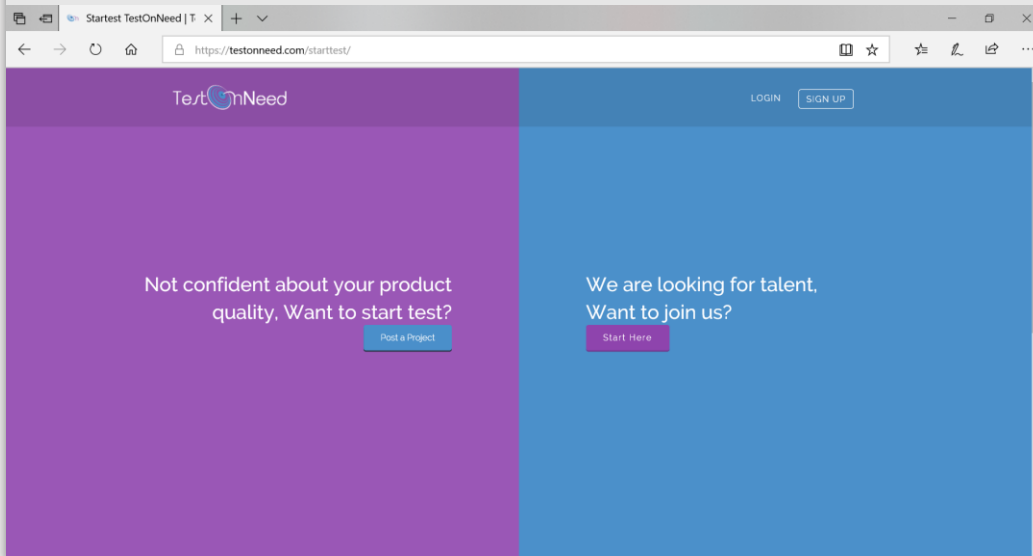 Startest TestOnNeed | T
https://testonneed.com/starttest/
TestOnNeed
LOGIN
SIGN UP
Not confident about your product
quality, Want to start test?
Post a Project
We are looking for talent,
Want to join us?
Start Here